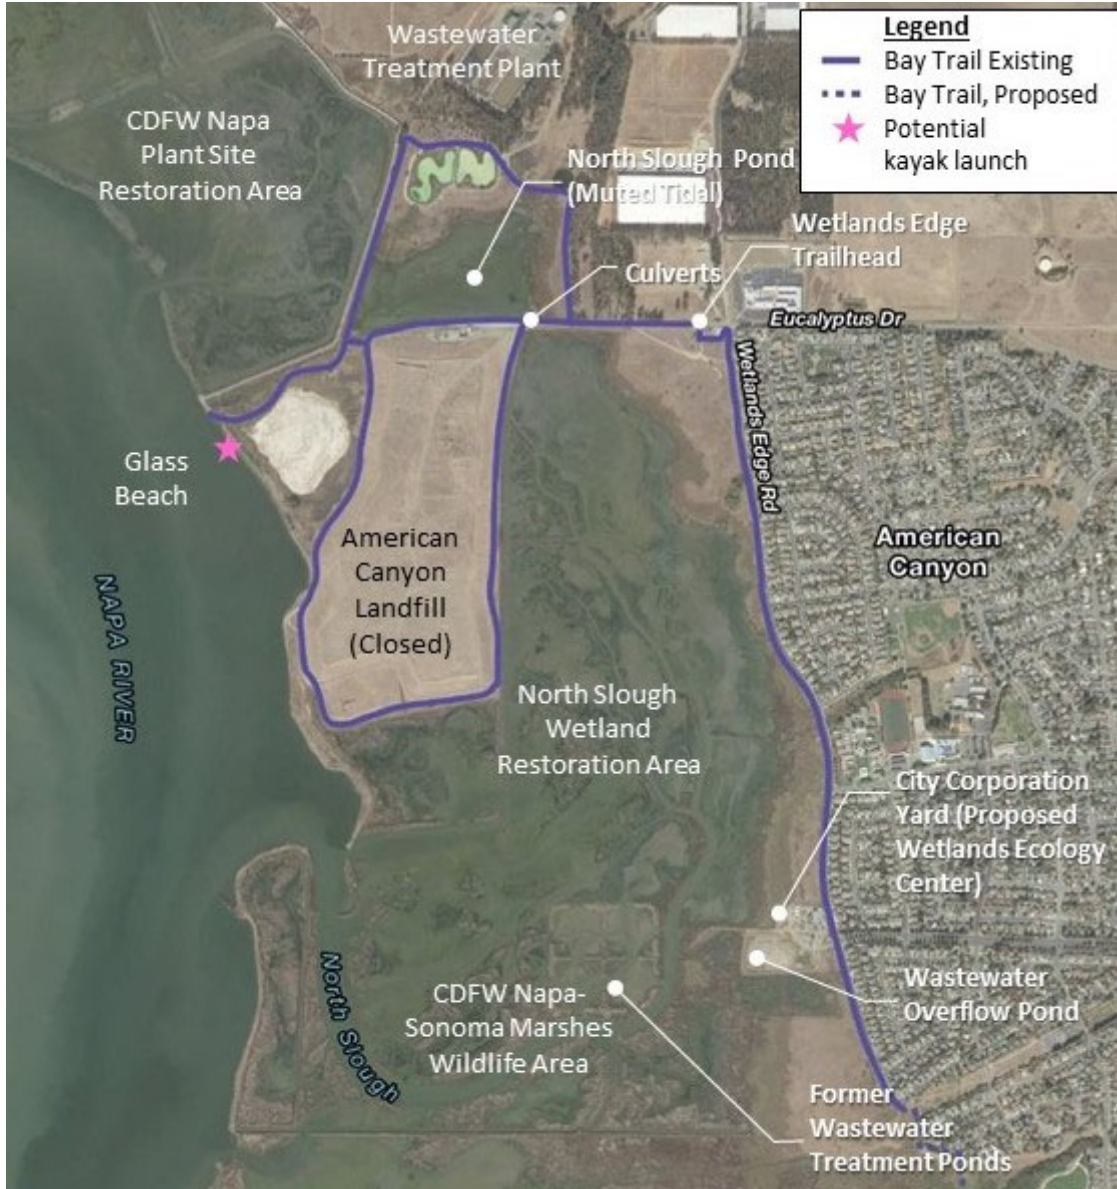 Wastewater
Treatment Plant
Legend
Bay Trail Existing
Bay Trail, Proposed
Potential
kayak launch
CDFW Napa
Plant Site
Restoration Area
North Slough Pond
(Muted Tidal)
Wetlands Edge
Trailhead
Culverts
Eucalyptus Dr
Wetlands Edge Rd
Glass
Beach
American
Canyon
Landfill
(Closed)
American
Canyon
NAPA RIVER
North Slough
Wetland
Restoration Area
City Corporation
Yard (Proposed
Wetlands Ecology
Center)
North Slough
CDFW Napa-
Sonoma Marshes
Wildlife Area
Wastewater
Overflow Pond
Former
Wastewater
Treatment Ponds